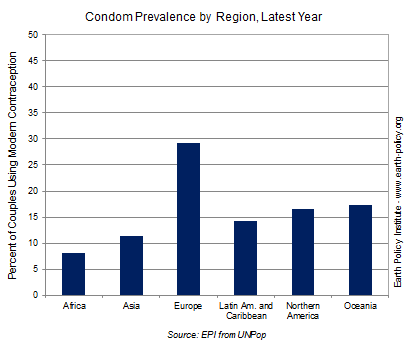 Condom Prevalence by Region, Latest Year
Percent of Couples Using Modern Contraception
50
45
40
35
30
25
20
15
10
5
0
Africa
Asia
Europe
Latin Am. and
Caribbean
Northern
America
Oceania
Earth Policy Institute - www.earth-policy.org
Source: EPI from UNPop